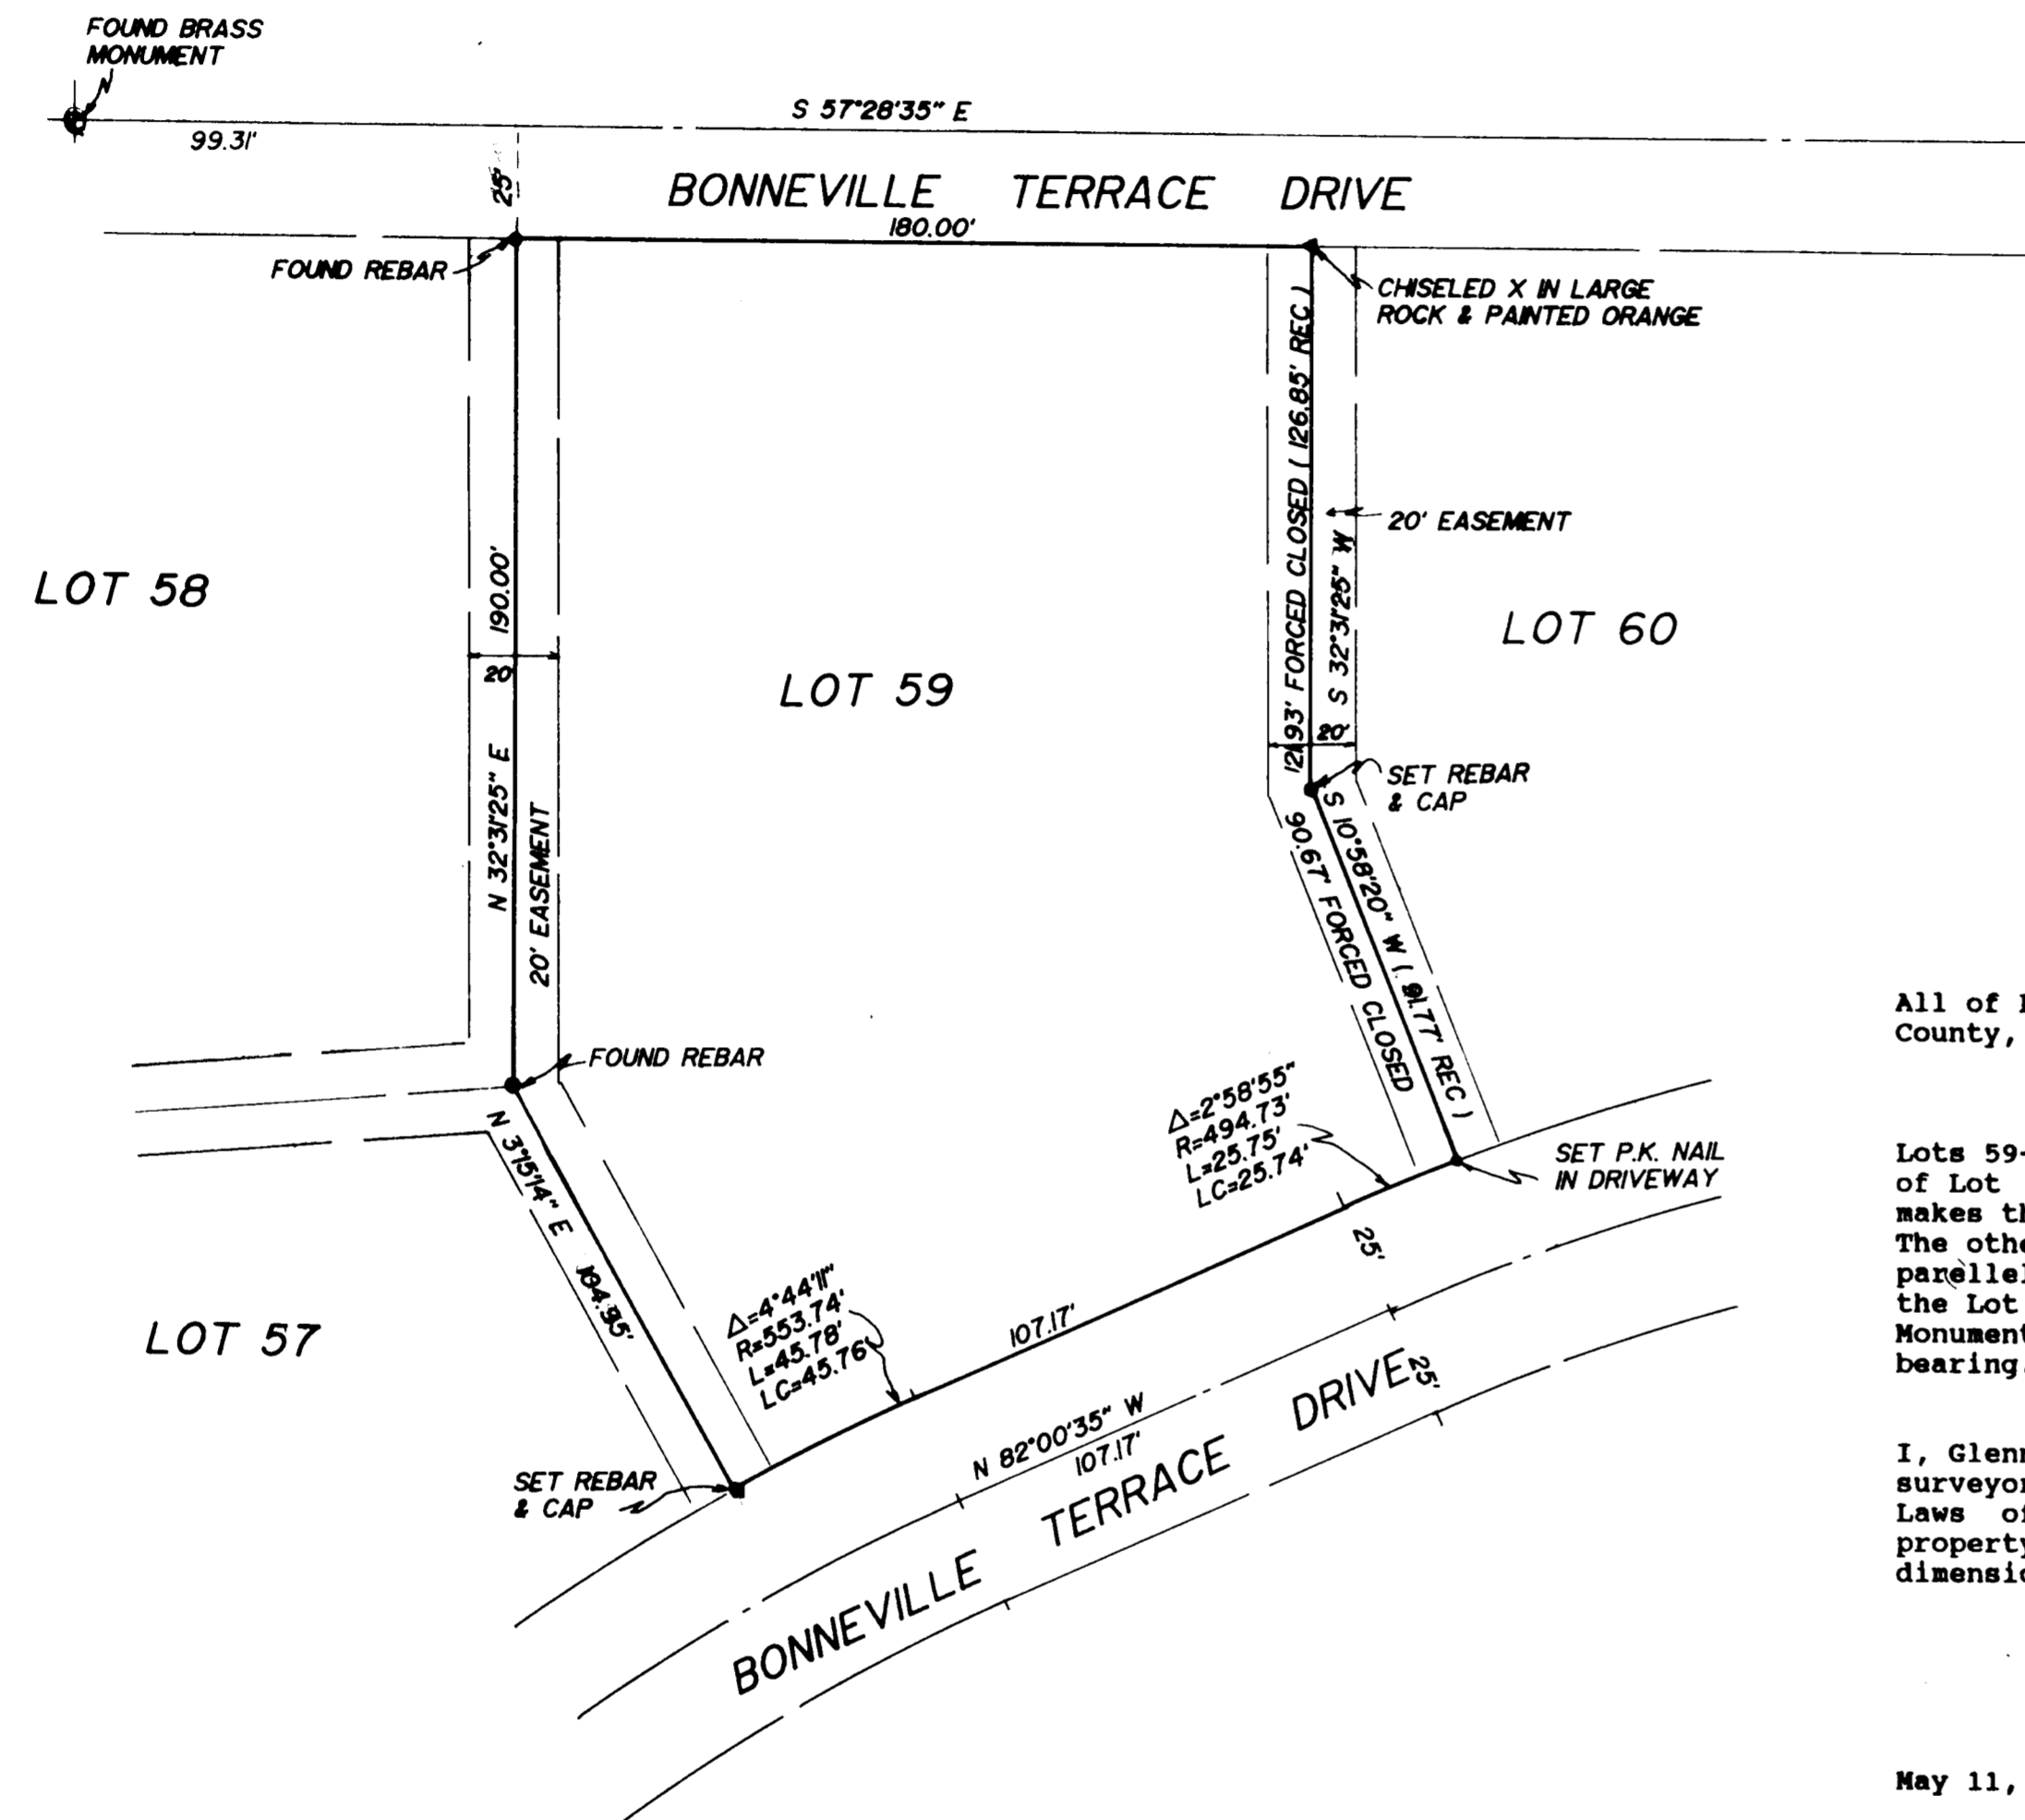 FOUND BRASS
MONUMENT
99.31'
S 57°28'35" E
25'
BONNEVILLE TERRACE DRIVE
180.00'
FOUND REBAR
CHISELED X IN LARGE
ROCK & PAINTED ORANGE
121.93' FORCED CLOSED ( 126.85' REC )
S 32°31'25" W
20' EASEMENT
LOT 58
190.00'
20'
N 32°31'25" E
20' EASEMENT
LOT 59
LOT 60
20'
SET REBAR
& CAP
S 10°58'20" W ( 91.77' REC )
90.67' FORCED CLOSED
FOUND REBAR
N 3°15'14" E 104.95'
Δ=2°58'55"
R=494.73'
L=25.75'
LC=25.74'
SET P.K. NAIL
IN DRIVEWAY
25'
LOT 57
Δ=4°44'11"
R=553.74'
L=45.78'
LC=45.76'
107.17'
N 82°00'35" W
107.17'
25'
SET REBAR
& CAP
BONNEVILLE TERRACE DRIVE
All of
County,
Lots 59-
of Lot
makes th
The othe
parellel
the Lot
Monument
bearing.
I, Glenn
surveyor
Laws of
property
dimensio
May 11,